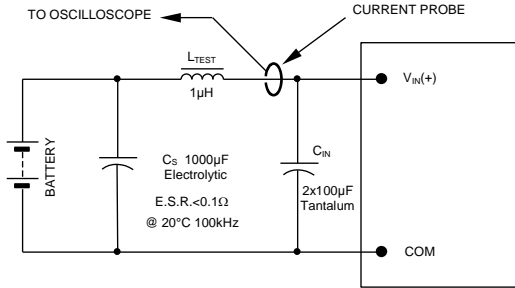 TO OSCILLOSCOPE
CURRENT PROBE
LTEST
1µH
VIN(+)
BATTERY
CS 1000µF
Electrolytic
E.S.R.<0.1Ω
@ 20°C 100kHz
CIN
2x100µF
Tantalum
COM